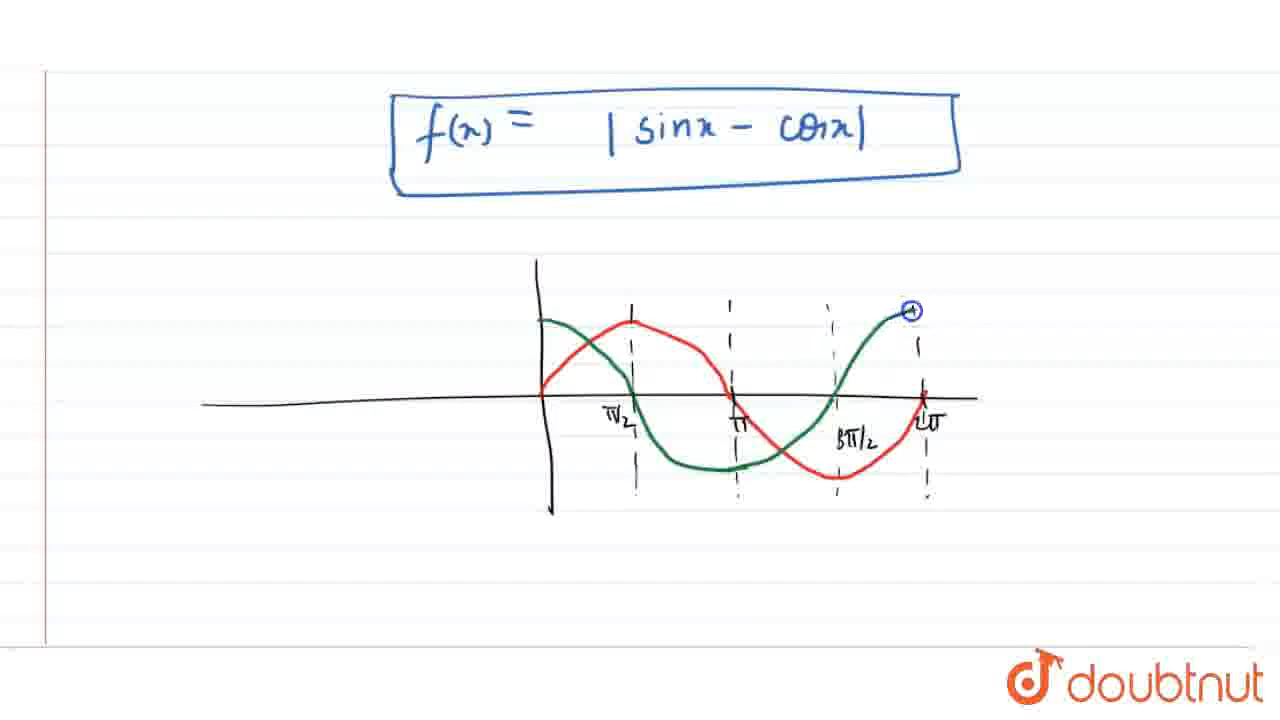 f(x) = | sinx - cosx|
π/2 π 3π/2 2π
doubtnut